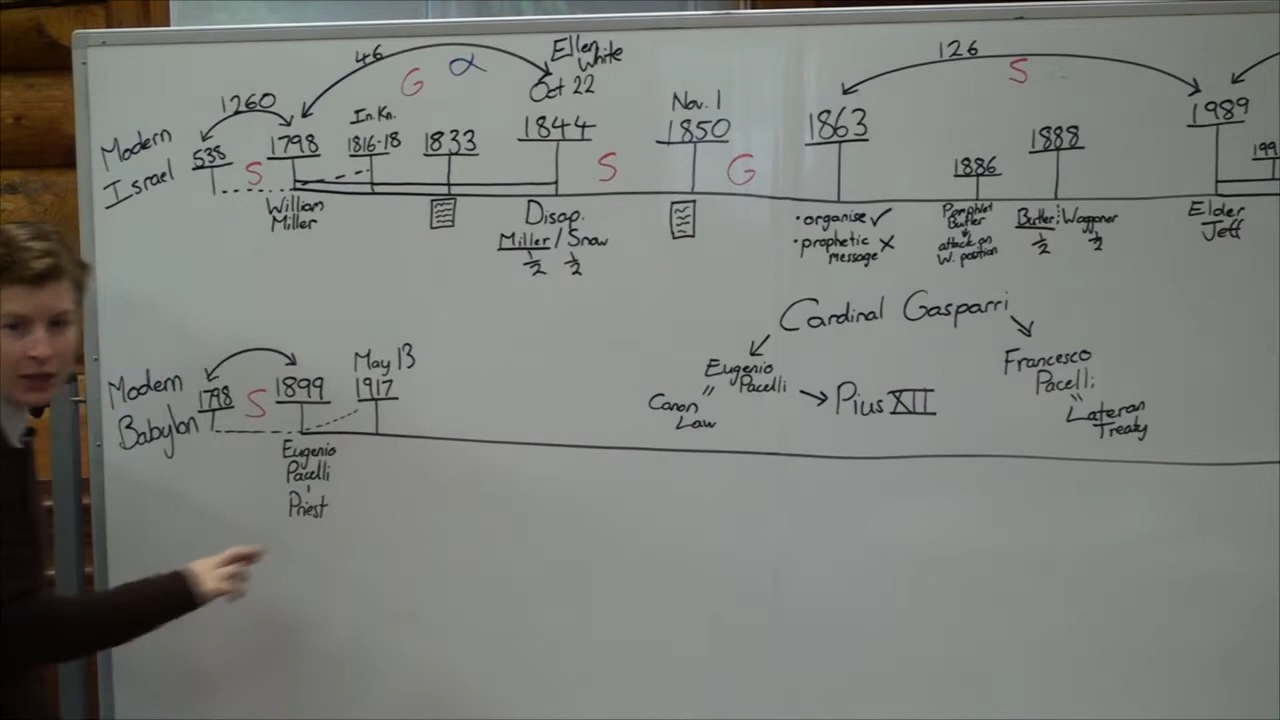 46
G
α
Ellen
White
Oct 22
126
S
1260
In. Kn.
Nov. 1
Modern
Israel
538
S
1798
1816-18
1833
1844
S
1850
G
1863
1886
1888
1989
199
William
Miller
Disap.
Miller / Snow
1/2 1/2
• organise ✓
• prophetic
message ✗
Pamphlet
Butler
attack on
W. position
Butler : Waggoner
1/2 1/2
Elder
Jeff
Cardinal Gasparri
Eugenio
Pacelli
"
Canon
Law
Pius XII
Francesco
Pacelli
"
Lateran
Treaty
Modern
Babylon
1798
S
1899
May 13
1917
Eugenio
Pacelli
Priest